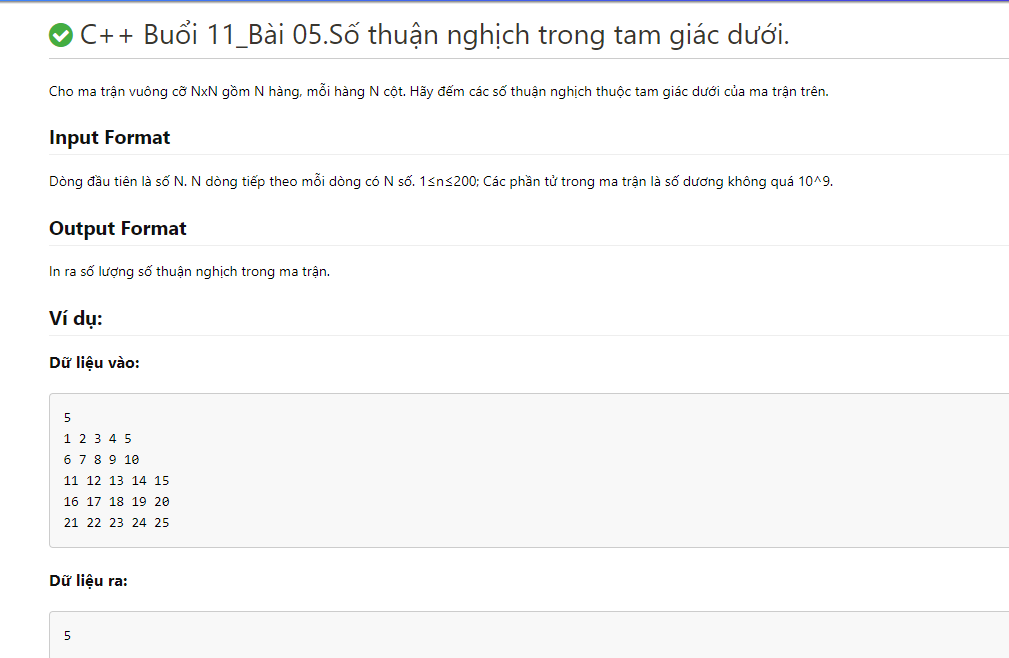 C++ Buổi 11_Bài 05.Số thuận nghịch trong tam giác dưới.
Cho ma trận vuông cỡ NxN gồm N hàng, mỗi hàng N cột. Hãy đếm các số thuận nghịch thuộc tam giác dưới của ma trận trên.
Input Format
Dòng đầu tiên là số N. N dòng tiếp theo mỗi dòng có N số. 1≤n≤200; Các phần tử trong ma trận là số dương không quá 10^9.
Output Format
In ra số lượng số thuận nghịch trong ma trận.
Ví dụ:
Dữ liệu vào:
5
1 2 3 4 5
6 7 8 9 10
11 12 13 14 15
16 17 18 19 20
21 22 23 24 25
Dữ liệu ra:
5